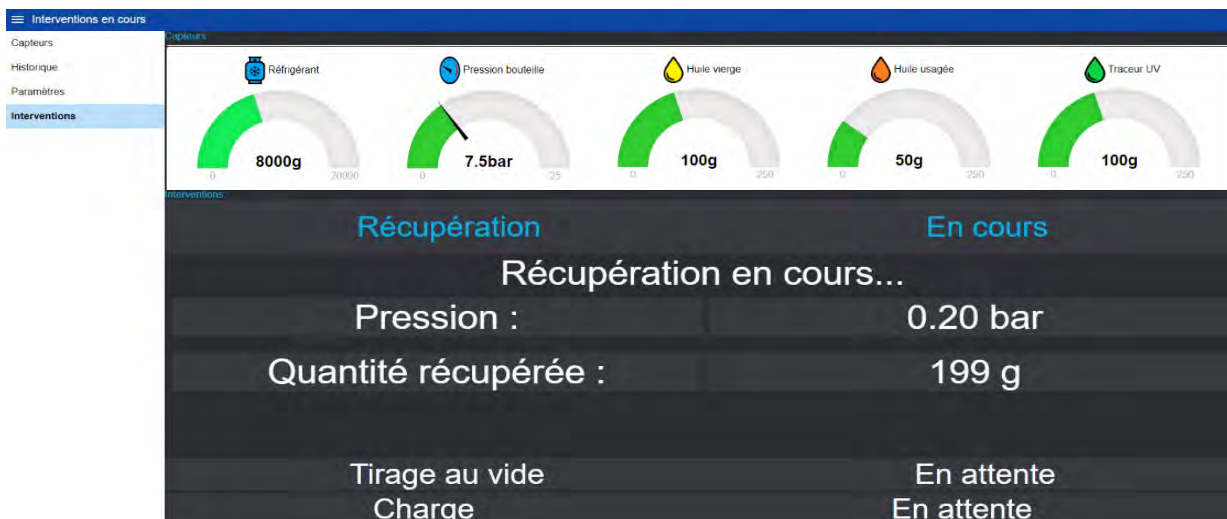 Interventions en cours
Capteurs
Historique
Paramètres
Interventions
Capteurs
Réfrigérant
Pression bouteille
Huile vierge
Huile usagée
Traceur UV
8000g
7.5bar
100g
50g
100g
0 20000
0 25
0 250
0 250
0 250
Interventions
Récupération En cours
Récupération en cours...
Pression : 0.20 bar
Quantité récupérée : 199 g
Tirage au vide En attente
Charge En attente